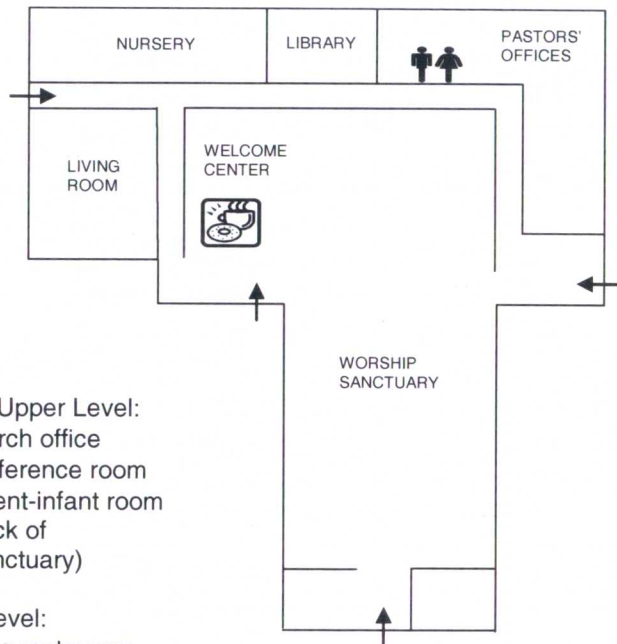 NURSERY
LIBRARY
PASTORS'
OFFICES
LIVING
ROOM
WELCOME
CENTER
WORSHIP
SANCTUARY
Upper Level:
rch office
ference room
ent-infant room
ck of
nctuary)
evel: